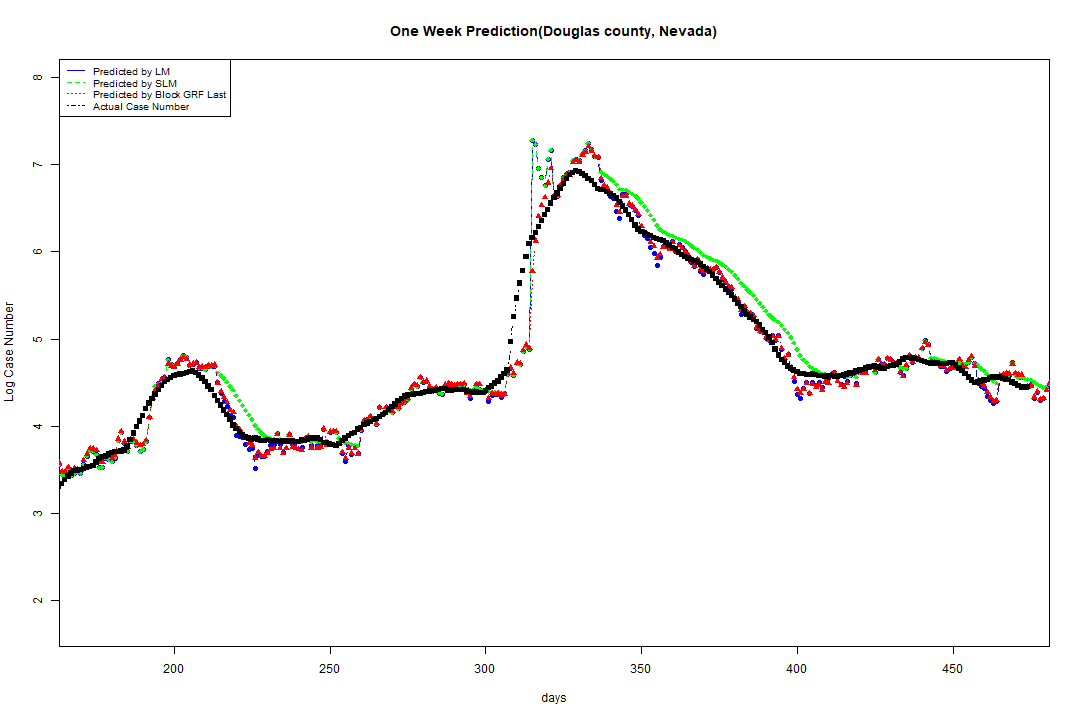 One Week Prediction(Douglas county, Nevada)
Predicted by LM
Predicted by SLM
Predicted by Block GRF Last
Actual Case Number
8
7
6
5
4
3
2
Log Case Number
200 250 300 350 400 450
days